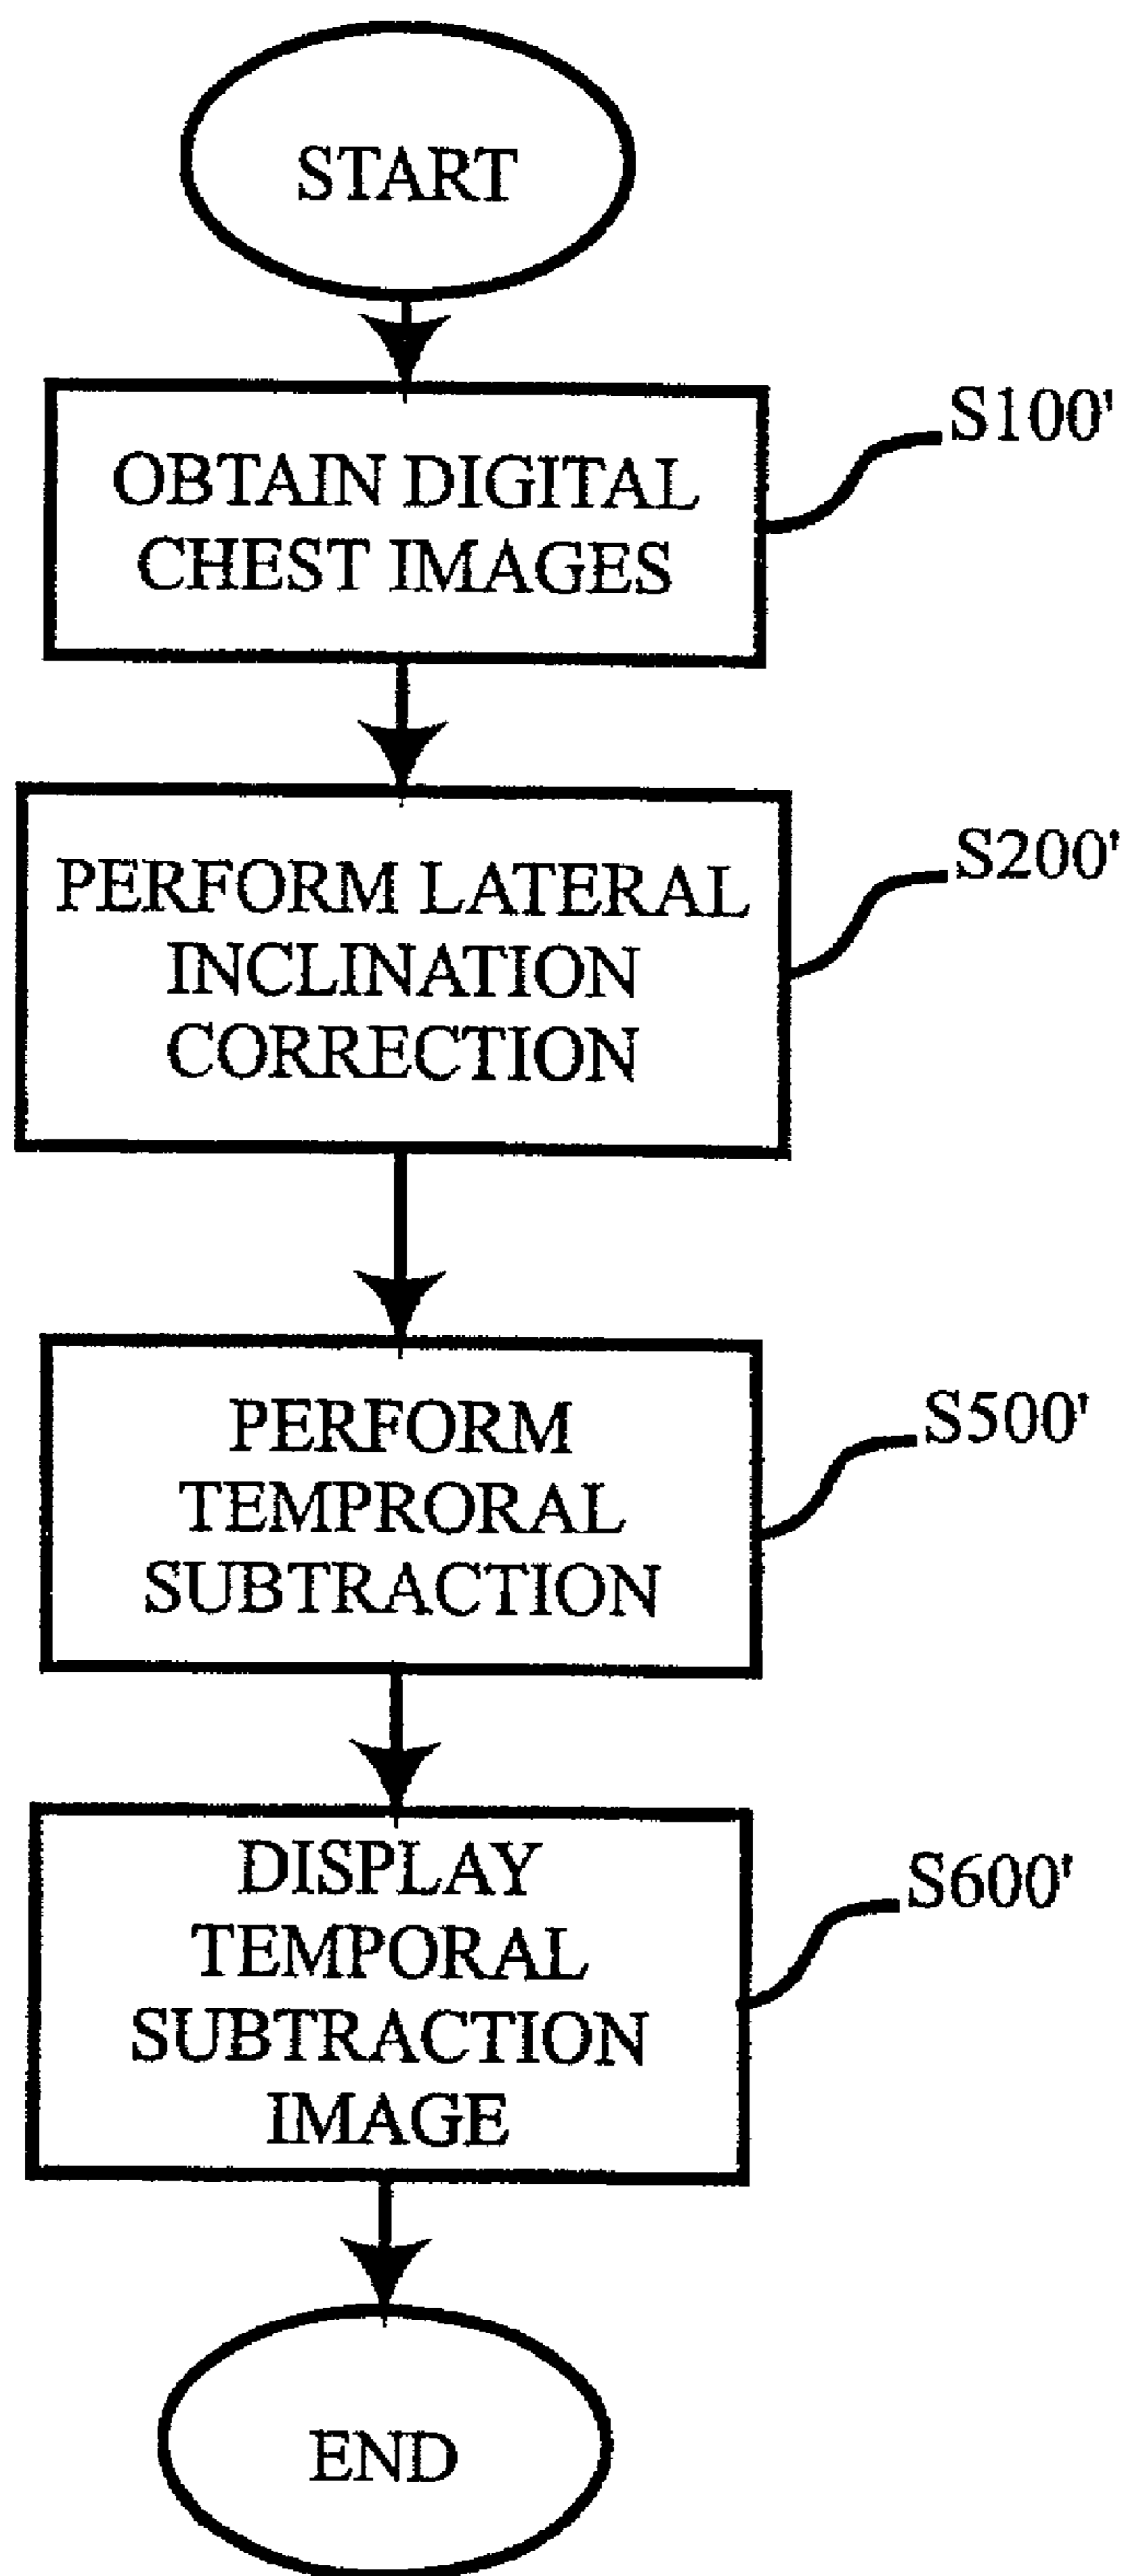 START
S100'
OBTAIN DIGITAL
CHEST IMAGES
S200'
PERFORM LATERAL
INCLINATION
CORRECTION
S500'
PERFORM
TEMPRORAL
SUBTRACTION
S600'
DISPLAY
TEMPORAL
SUBTRACTION
IMAGE
END